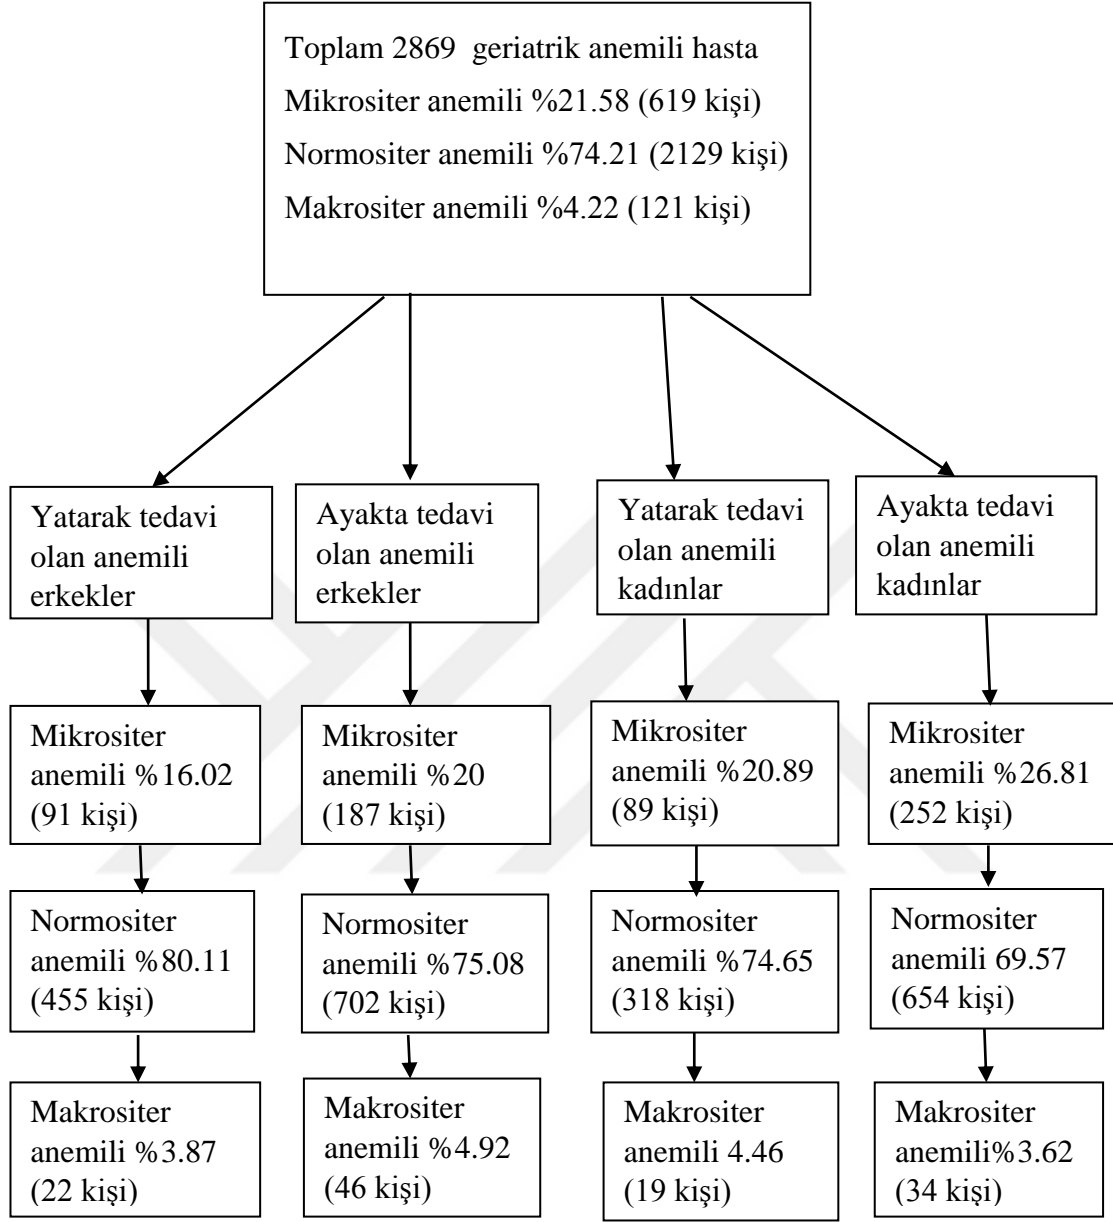 Toplam 2869 geriatrik anemili hasta
Mikrositer anemili %21.58 (619 kişi)
Normositer anemili %74.21 (2129 kişi)
Makrositer anemili %4.22 (121 kişi)
Yatarak tedavi
olan anemili
erkekler
Ayakta tedavi
olan anemili
erkekler
Yatarak tedavi
olan anemili
kadınlar
Ayakta tedavi
olan anemili
kadınlar
Mikrositer
anemili %16.02
(91 kişi)
Mikrositer
anemili %20
(187 kişi)
Mikrositer
anemili %20.89
(89 kişi)
Mikrositer
anemili %26.81
(252 kişi)
Normositer
anemili %80.11
(455 kişi)
Normositer
anemili %75.08
(702 kişi)
Normositer
anemili %74.65
(318 kişi)
Normositer
anemili 69.57
(654 kişi)
Makrositer
anemili %3.87
(22 kişi)
Makrositer
anemili %4.92
(46 kişi)
Makrositer
anemili 4.46
(19 kişi)
Makrositer
anemili%3.62
(34 kişi)